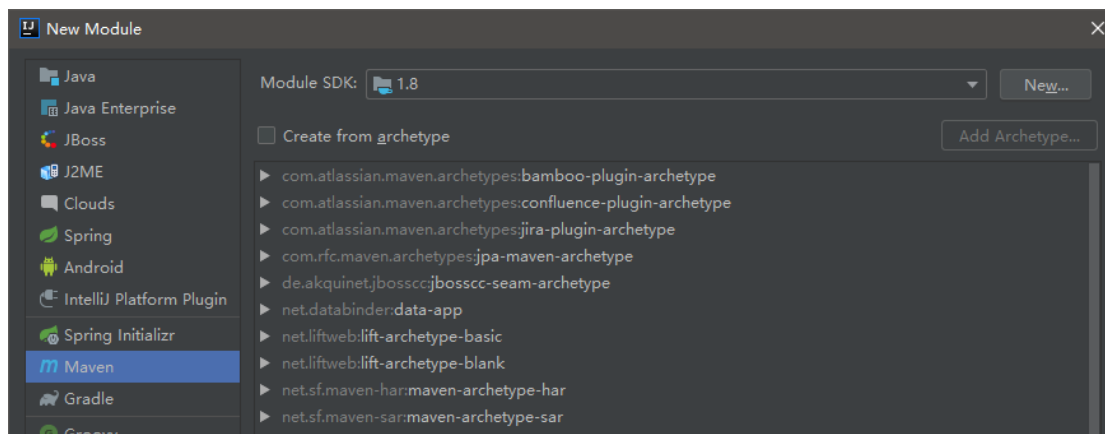 New Module
Java
Java Enterprise
JBoss
J2ME
Clouds
Spring
Android
IntelliJ Platform Plugin
Spring Initializr
Maven
Gradle
Module SDK: 1.8 New...
Create from archetype Add Archetype...
com.atlassian.maven.archetypes:bamboo-plugin-archetype
com.atlassian.maven.archetypes:confluence-plugin-archetype
com.atlassian.maven.archetypes:jira-plugin-archetype
com.rfc.maven.archetypes:jpa-maven-archetype
de.akquinet.jbosscc:jbosscc-seam-archetype
net.databinder:data-app
net.liftweb:lift-archetype-basic
net.liftweb:lift-archetype-blank
net.sf.maven-har:maven-archetype-har
net.sf.maven-sar:maven-archetype-sar